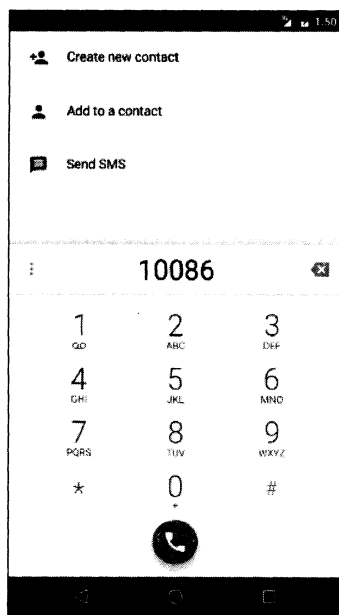 1:50
Create new contact
Add to a contact
Send SMS
10086
1 2 3
ABC DEF
4 5 6
GHI JKL MNO
7 8 9
PQRS TUV WXYZ
* 0 #
+